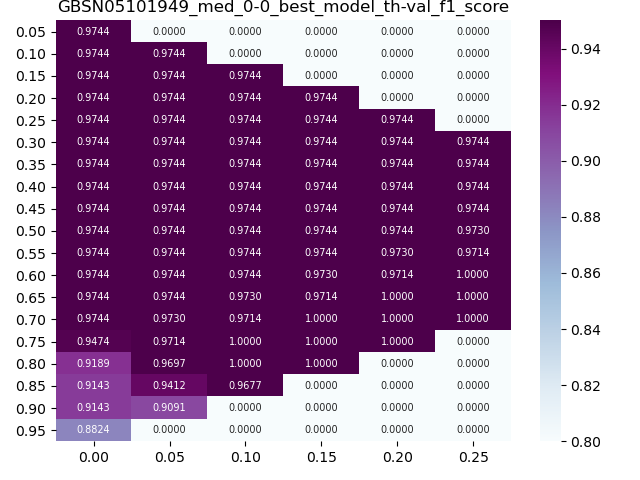 GBSN05101949_med_0-0_best_model_th-val_f1_score
0.05 0.9744 0.0000 0.0000 0.0000 0.0000 0.0000
0.10 0.9744 0.9744 0.0000 0.0000 0.0000 0.0000
0.15 0.9744 0.9744 0.9744 0.0000 0.0000 0.0000
0.20 0.9744 0.9744 0.9744 0.9744 0.0000 0.0000
0.25 0.9744 0.9744 0.9744 0.9744 0.9744 0.0000
0.30 0.9744 0.9744 0.9744 0.9744 0.9744 0.9744
0.35 0.9744 0.9744 0.9744 0.9744 0.9744 0.9744
0.40 0.9744 0.9744 0.9744 0.9744 0.9744 0.9744
0.45 0.9744 0.9744 0.9744 0.9744 0.9744 0.9744
0.50 0.9744 0.9744 0.9744 0.9744 0.9744 0.9730
0.55 0.9744 0.9744 0.9744 0.9744 0.9730 0.9714
0.60 0.9744 0.9744 0.9744 0.9730 0.9714 1.0000
0.65 0.9744 0.9744 0.9730 0.9714 1.0000 1.0000
0.70 0.9744 0.9730 0.9714 1.0000 1.0000 1.0000
0.75 0.9474 0.9714 1.0000 1.0000 1.0000 0.0000
0.80 0.9189 0.9697 1.0000 1.0000 0.0000 0.0000
0.85 0.9143 0.9412 0.9677 0.0000 0.0000 0.0000
0.90 0.9143 0.9091 0.0000 0.0000 0.0000 0.0000
0.95 0.8824 0.0000 0.0000 0.0000 0.0000 0.0000
0.00 0.05 0.10 0.15 0.20 0.25
0.94
0.92
0.90
0.88
0.86
0.84
0.82
0.80